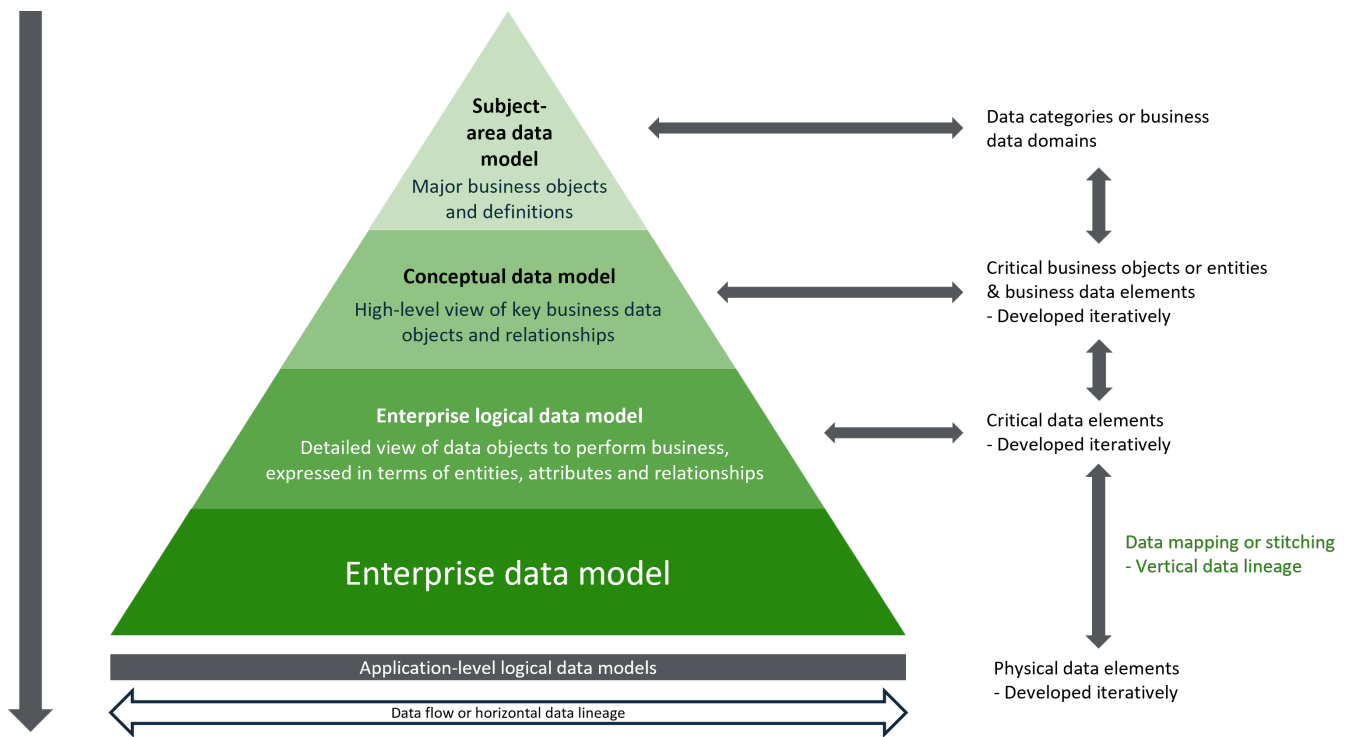 Subject-
area data
model
Major business objects
and definitions
Data categories or business
data domains
Conceptual data model
High-level view of key business data
objects and relationships
Critical business objects or entities
& business data elements
- Developed iteratively
Enterprise logical data model
Detailed view of data objects to perform business,
expressed in terms of entities, attributes and relationships
Critical data elements
- Developed iteratively
Enterprise data model
Data mapping or stitching
- Vertical data lineage
Application-level logical data models
Physical data elements
- Developed iteratively
Data flow or horizontal data lineage